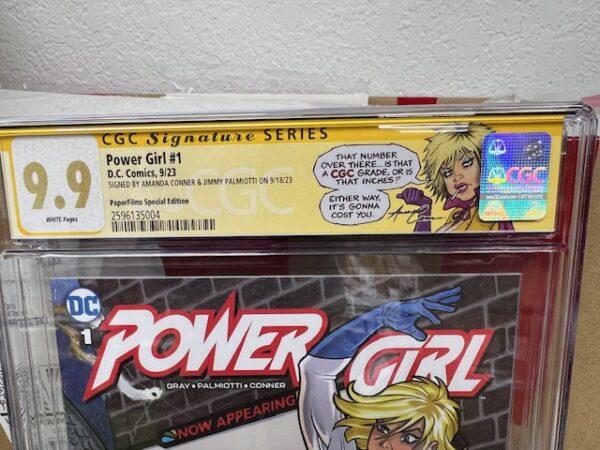 CGC Signature SERIES
9.9
WHITE Pages
Power Girl #1
D.C. Comics, 9/23
SIGNED BY AMANDA CONNER & JIMMY PALMIOTTI ON 9/18/23
PaperFilms Special Edition
2596135004
THAT NUMBER
OVER THERE... IS THAT
A CGC GRADE, OR IS
THAT INCHES?
EITHER WAY,
IT'S GONNA
COST YOU.
CGC
DC
1
POWER GIRL
GRAY • PALMIOTTI • CONNER
NOW APPEARING